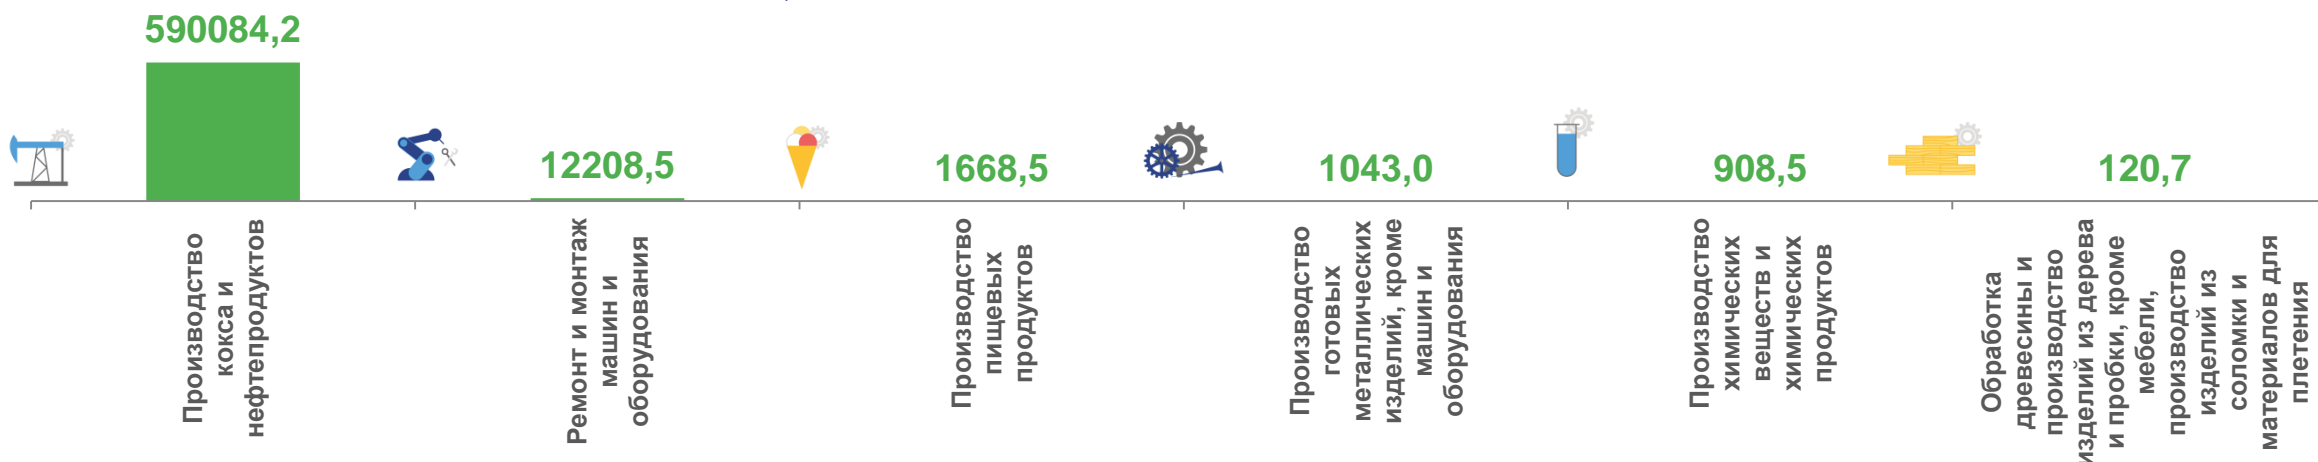 590084,2
12208,5
1668,5
1043,0
908,5
120,7
Производство
кокса и
нефтепродуктов
Ремонт и монтаж
машин и
оборудования
Производство
пищевых
продуктов
Производство
готовых
металлических
изделий, кроме
машин и
оборудования
Производство
химических
веществ и
химических
продуктов
Обработка
древесины и
производство
изделий из дерева
и пробки, кроме
мебели,
производство
изделий из
соломки и
материалов для
плетения